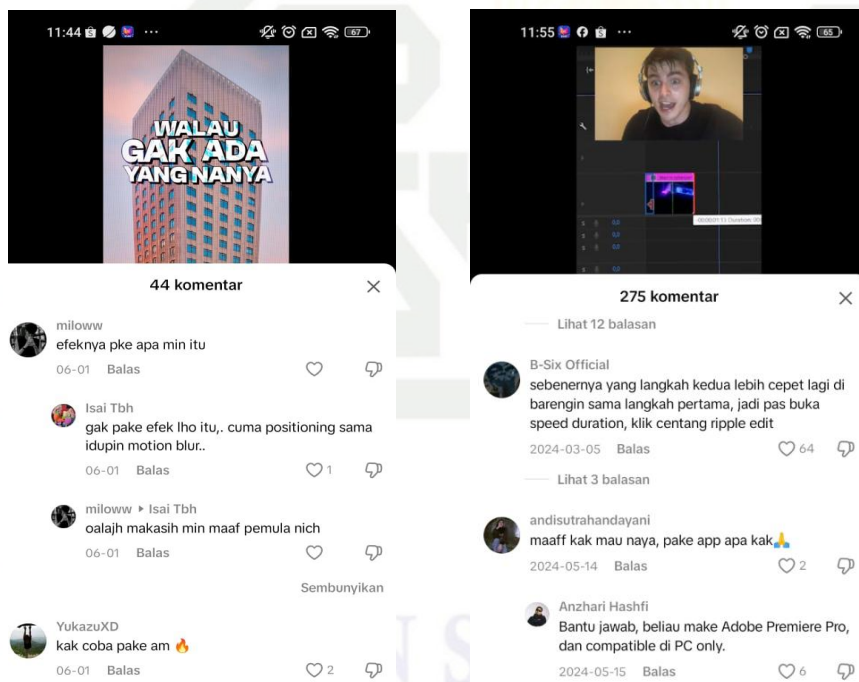 11:44
67
WALAU
GAK ADA
YANG NANYA
44 komentar
miloww
efeknya pke apa min itu
06-01 Balas
Isai Tbh
gak pake efek lho itu,. cuma positioning sama
idupin motion blur..
06-01 Balas 1
miloww Isai Tbh
oalajh makasih min maaf pemula nich
06-01 Balas
Sembunyikan
YukazuXD
kak coba pake am 🔥
06-01 Balas 2
11:55
65
275 komentar
Lihat 12 balasan
B-Six Official
sebenernya yang langkah kedua lebih cepet lagi di
barengin sama langkah pertama, jadi pas buka
speed duration, klik centang ripple edit
2024-03-05 Balas 64
Lihat 3 balasan
andisutrahandayani
maaff kak mau naya, pake app apa kak🙏
2024-05-14 Balas 2
Anzhari Hashfi
Bantu jawab, beliau make Adobe Premiere Pro,
dan compatible di PC only.
2024-05-15 Balas 6